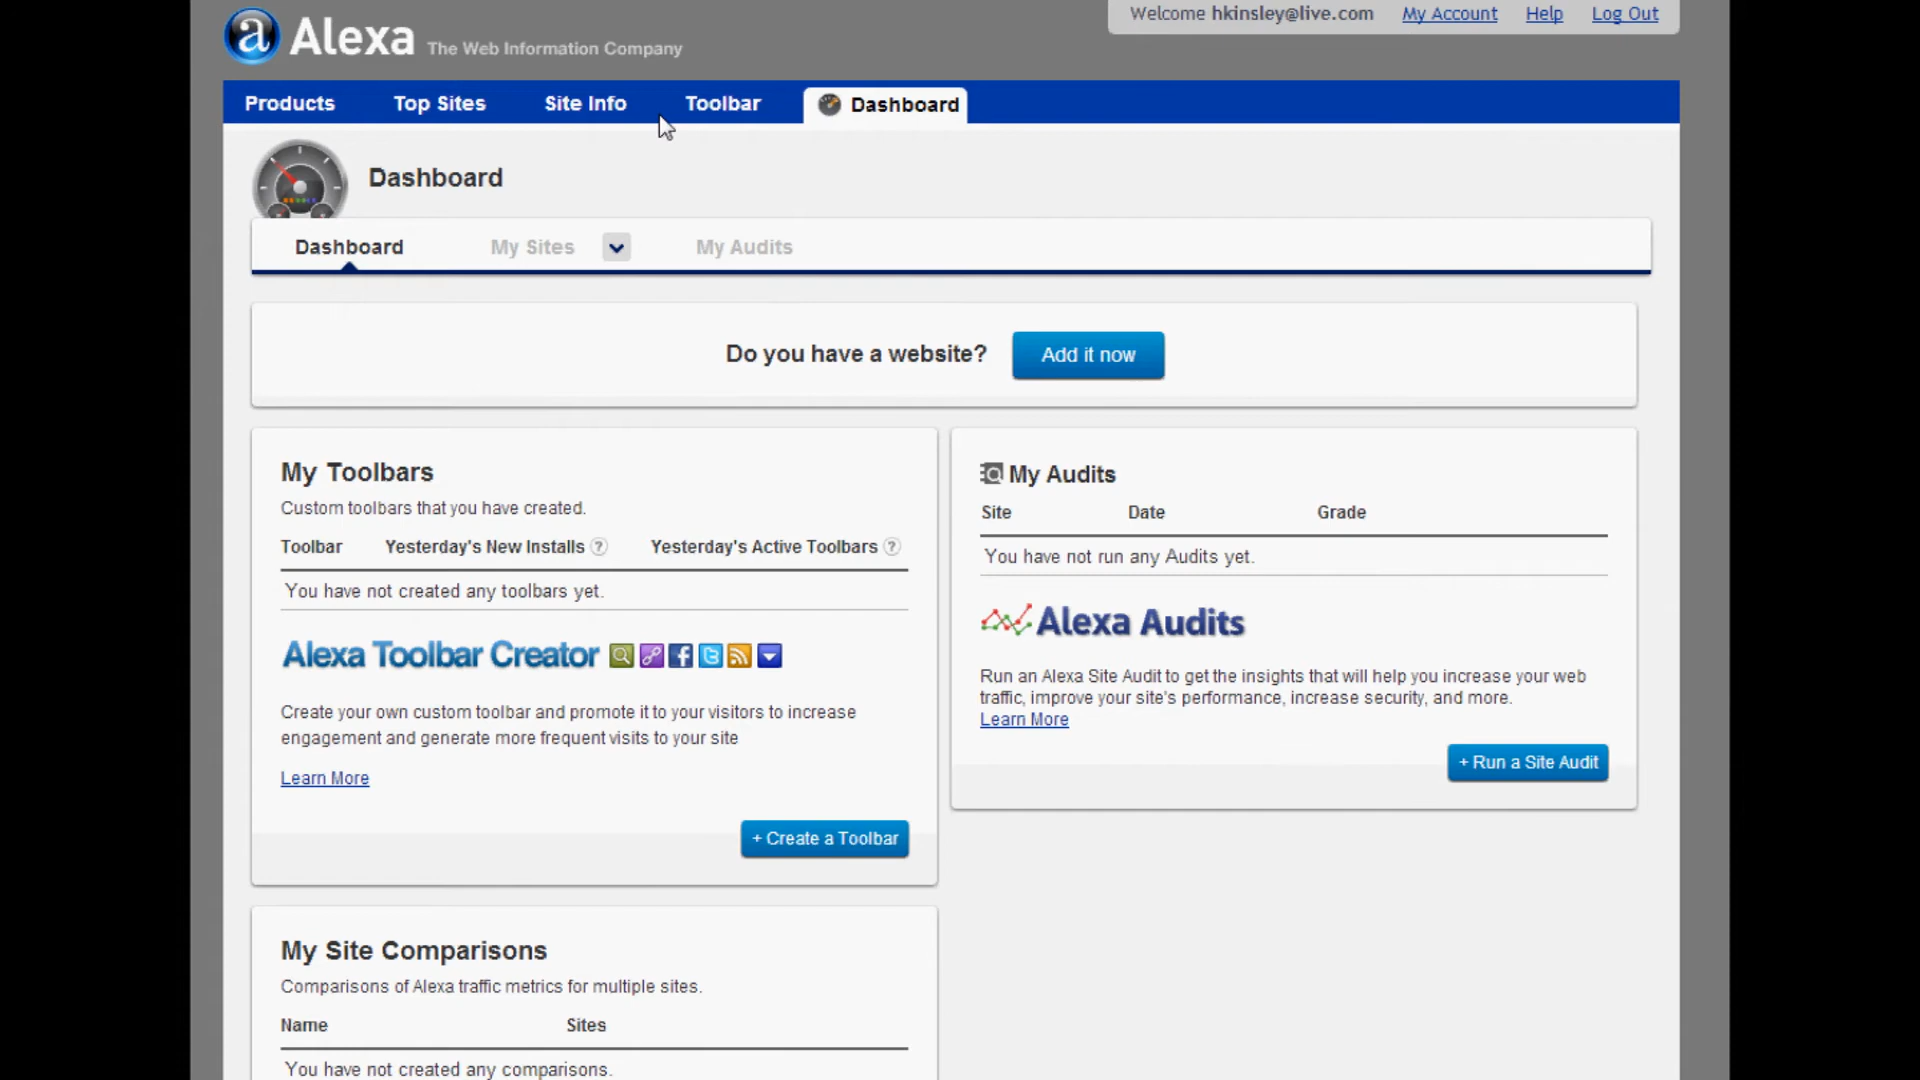 Welcome hkinsley@live.com My Account Help Log Out
a Alexa The Web Information Company
Products Top Sites Site Info Toolbar Dashboard
Dashboard
Dashboard My Sites My Audits
Do you have a website? Add it now
My Toolbars
Custom toolbars that you have created.
Toolbar Yesterday's New Installs ? Yesterday's Active Toolbars ?
You have not created any toolbars yet.
Alexa Toolbar Creator
Create your own custom toolbar and promote it to your visitors to increase
engagement and generate more frequent visits to your site
Learn More
+ Create a Toolbar
My Audits
Site Date Grade
You have not run any Audits yet.
Alexa Audits
Run an Alexa Site Audit to get the insights that will help you increase your web
traffic, improve your site's performance, increase security, and more.
Learn More
+ Run a Site Audit
My Site Comparisons
Comparisons of Alexa traffic metrics for multiple sites.
Name Sites
You have not created any comparisons.